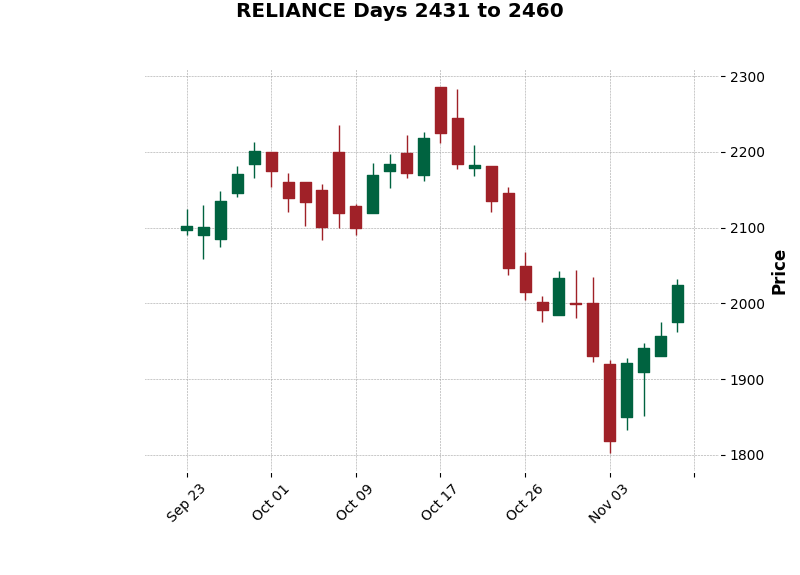 RELIANCE Days 2431 to 2460
2300
2200
2100
2000
1900
1800
Price
Sep 23
Oct 01
Oct 09
Oct 17
Oct 26
Nov 03